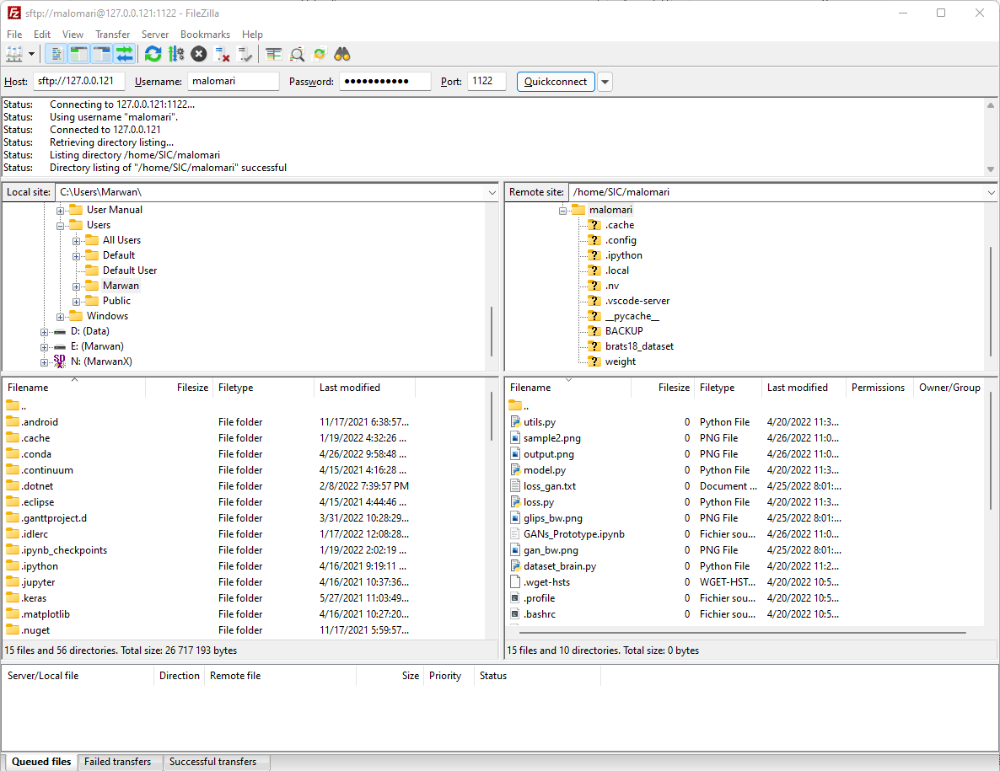 sftp://malomari@127.0.0.121:1122 - FileZilla
File Edit View Transfer Server Bookmarks Help
Host: sftp://127.0.0.121 Username: malomari Password: ●●●●●●●●●●● Port: 1122 Quickconnect
Status: Connecting to 127.0.0.121:1122...
Status: Using username "malomari".
Status: Connected to 127.0.0.121
Status: Retrieving directory listing...
Status: Listing directory /home/SIC/malomari
Status: Directory listing of "/home/SIC/malomari" successful
Local site: C:\Users\Marwan\
User Manual
Users
All Users
Default
Default User
Marwan
Public
Windows
D: (Data)
E: (Marwan)
N: (MarwanX)
Remote site: /home/SIC/malomari
malomari
.cache
.config
.ipython
.local
.nv
.vscode-server
__pycache__
BACKUP
brats18_dataset
weight
Filename Filesize Filetype Last modified
..
.android File folder 11/17/2021 6:38:57...
.cache File folder 1/19/2022 4:32:26 ...
.conda File folder 4/26/2022 9:58:48 ...
.continuum File folder 4/15/2021 4:16:28 ...
.dotnet File folder 2/8/2022 7:39:57 PM
.eclipse File folder 4/15/2021 4:44:46 ...
.ganttproject.d File folder 3/31/2022 10:28:29...
.idlerc File folder 1/17/2022 12:08:28...
.ipynb_checkpoints File folder 1/19/2022 2:02:19 ...
.ipython File folder 4/16/2021 9:19:11 ...
.jupyter File folder 4/16/2021 10:37:36...
.keras File folder 5/27/2021 11:03:49...
.matplotlib File folder 4/16/2021 10:27:20...
.nuget File folder 11/17/2021 5:59:57...
15 files and 56 directories. Total size: 26 717 193 bytes
Filename Filesize Filetype Last modified Permissions Owner/Group
..
utils.py 0 Python File 4/20/2022 11:3...
sample2.png 0 PNG File 4/26/2022 11:0...
output.png 0 PNG File 4/26/2022 11:0...
model.py 0 Python File 4/20/2022 11:3...
loss_gan.txt 0 Document ... 4/25/2022 8:01:...
loss.py 0 Python File 4/20/2022 11:3...
glips_bw.png 0 PNG File 4/25/2022 8:01:...
GANs_Prototype.ipynb 0 Fichier sou... 4/26/2022 11:0...
gan_bw.png 0 PNG File 4/25/2022 8:01:...
dataset_brain.py 0 Python File 4/20/2022 11:2...
.wget-hsts 0 WGET-HST... 4/20/2022 10:5...
.profile 0 Fichier sou... 4/20/2022 10:5...
.bashrc 0 Fichier sou... 4/20/2022 10:5...
15 files and 10 directories. Total size: 0 bytes
Server/Local file Direction Remote file Size Priority Status
Queued files Failed transfers Successful transfers